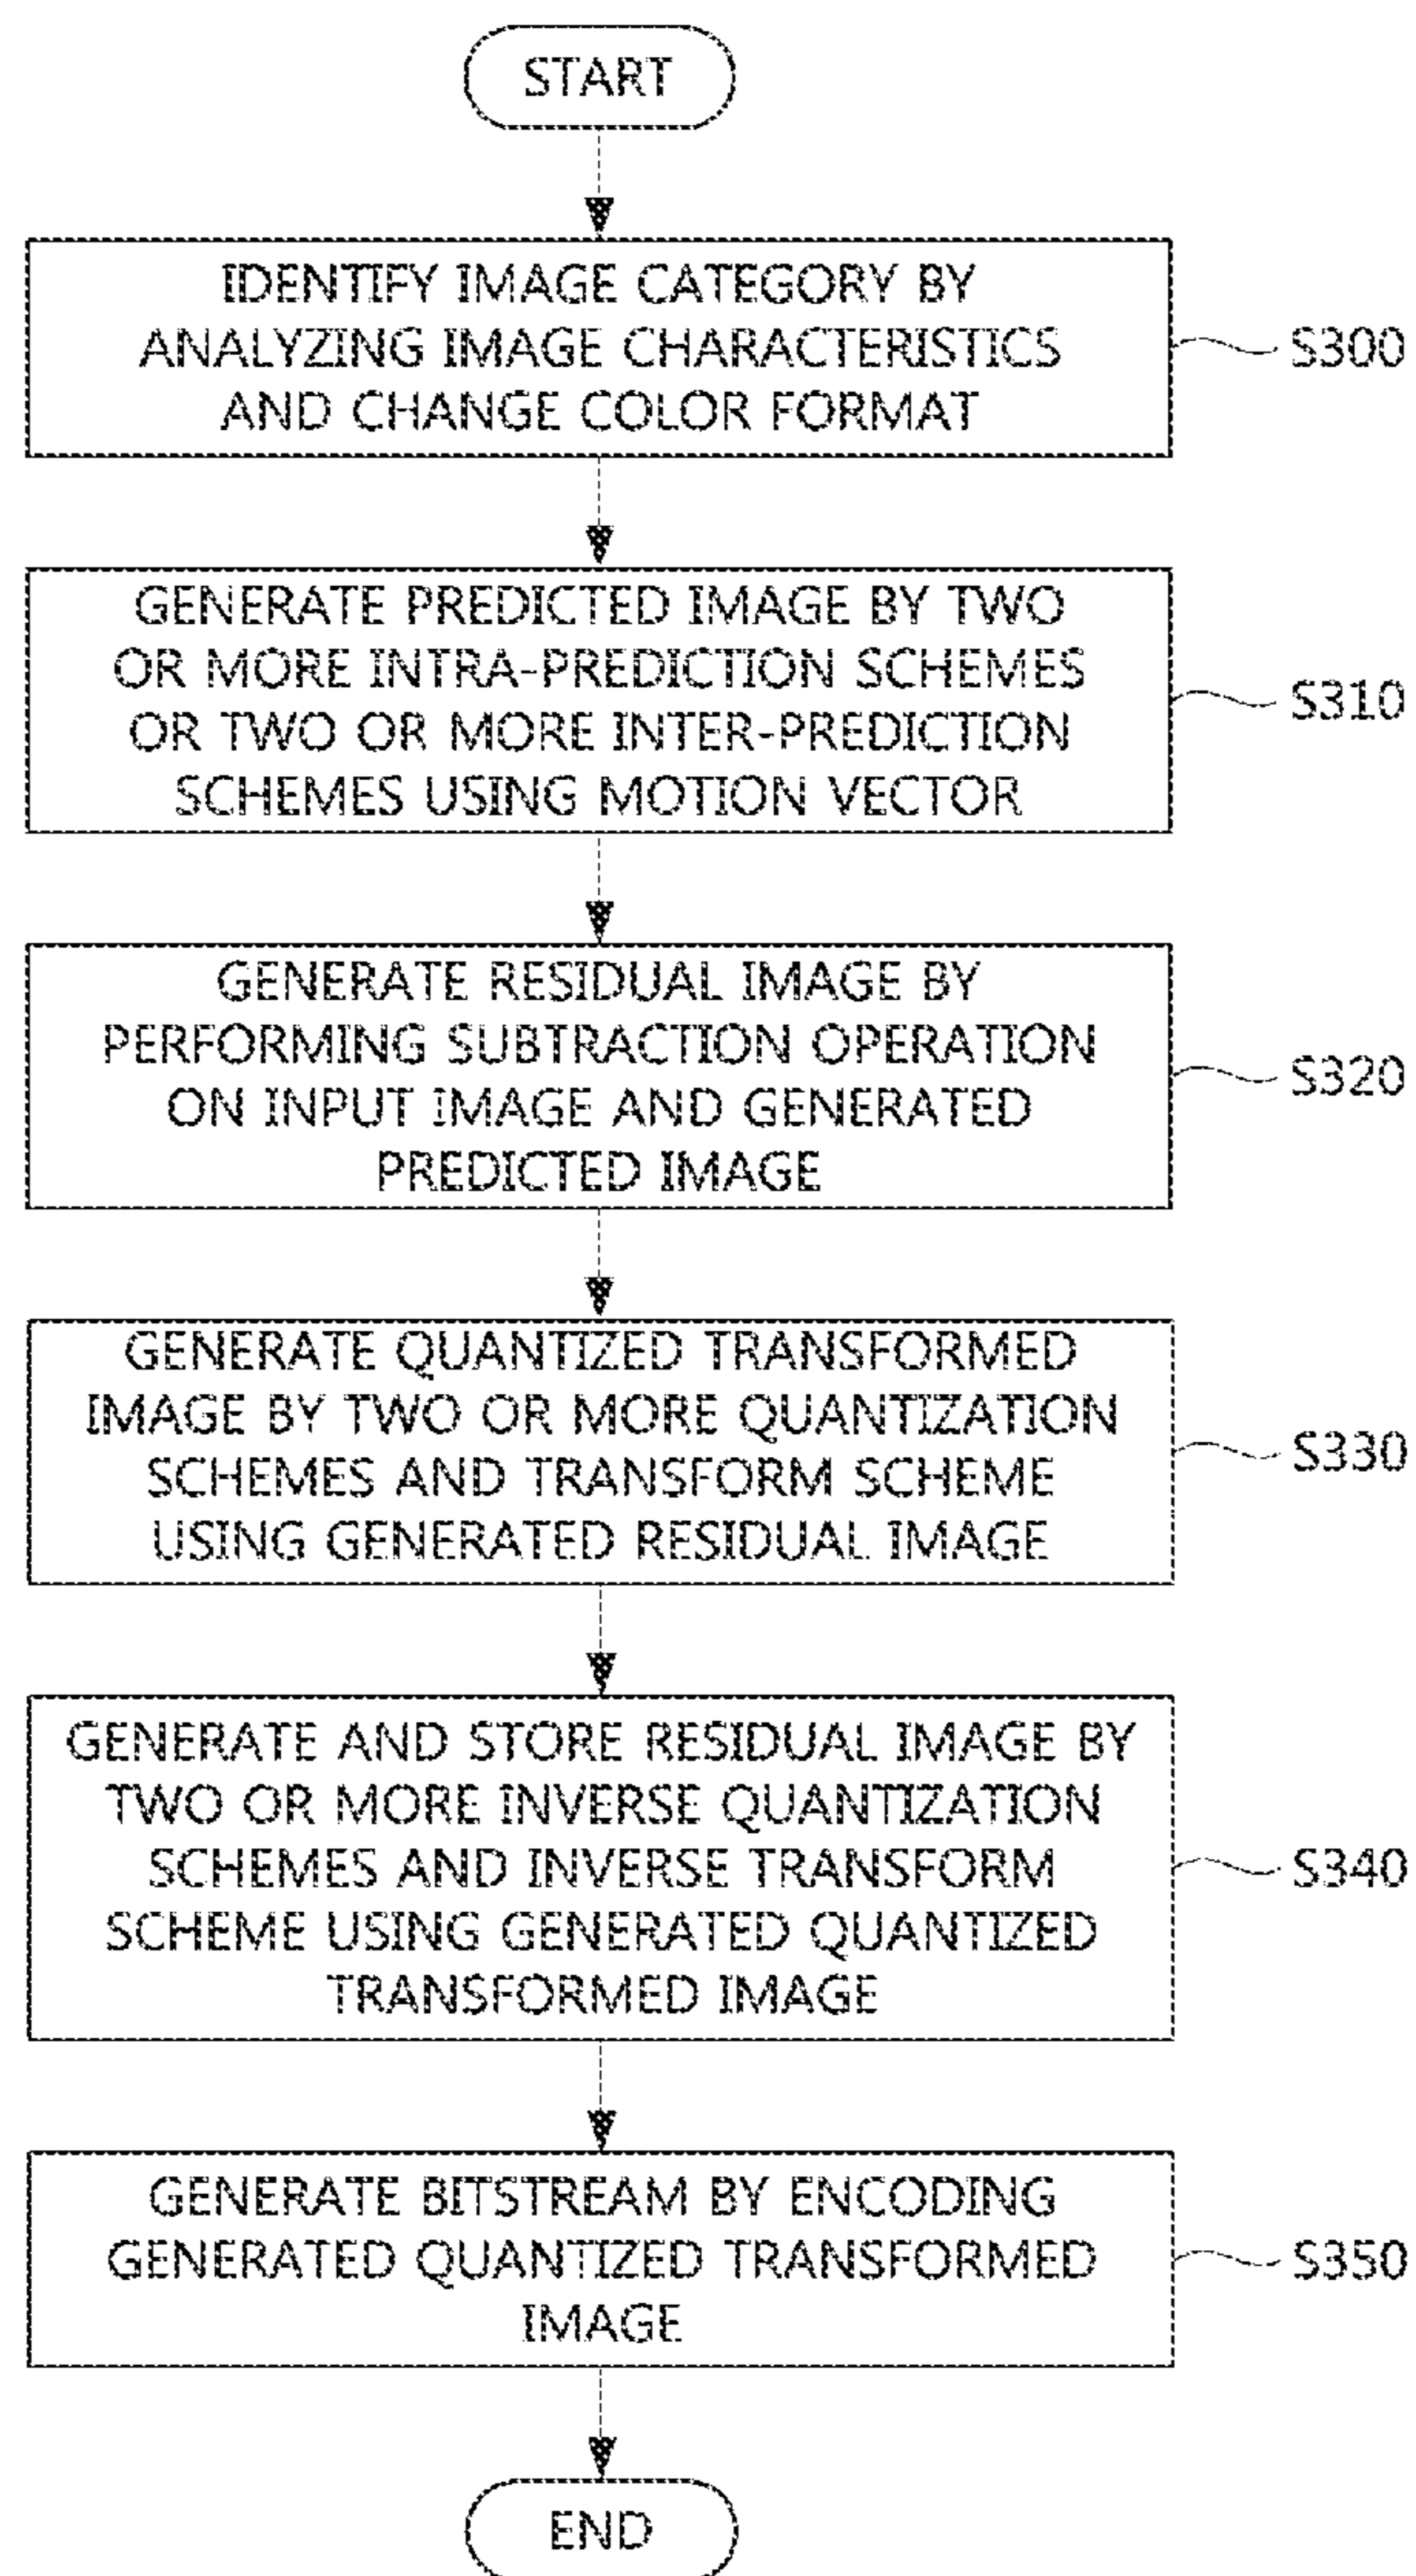 START
IDENTIFY IMAGE CATEGORY BY
ANALYZING IMAGE CHARACTERISTICS
AND CHANGE COLOR FORMAT
S300
GENERATE PREDICTED IMAGE BY TWO
OR MORE INTRA-PREDICTION SCHEMES
OR TWO OR MORE INTER-PREDICTION
SCHEMES USING MOTION VECTOR
S310
GENERATE RESIDUAL IMAGE BY
PERFORMING SUBTRACTION OPERATION
ON INPUT IMAGE AND GENERATED
PREDICTED IMAGE
S320
GENERATE QUANTIZED TRANSFORMED
IMAGE BY TWO OR MORE QUANTIZATION
SCHEMES AND TRANSFORM SCHEME
USING GENERATED RESIDUAL IMAGE
S330
GENERATE AND STORE RESIDUAL IMAGE BY
TWO OR MORE INVERSE QUANTIZATION
SCHEMES AND INVERSE TRANSFORM
SCHEME USING GENERATED QUANTIZED
TRANSFORMED IMAGE
S340
GENERATE BITSTREAM BY ENCODING
GENERATED QUANTIZED TRANSFORMED
IMAGE
S350
END